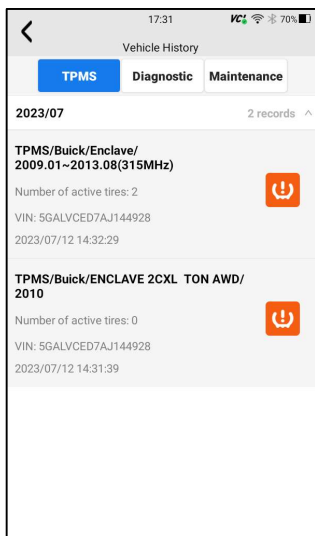 17:31 VCI 70%
Vehicle History
TPMS Diagnostic Maintenance
2023/07 2 records
TPMS/Buick/Enclave/
2009.01~2013.08(315MHz)
Number of active tires: 2
VIN: 5GALVCED7AJ144928
2023/07/12 14:32:29
TPMS/Buick/ENCLAVE 2CXL TON AWD/
2010
Number of active tires: 0
VIN: 5GALVCED7AJ144928
2023/07/12 14:31:39